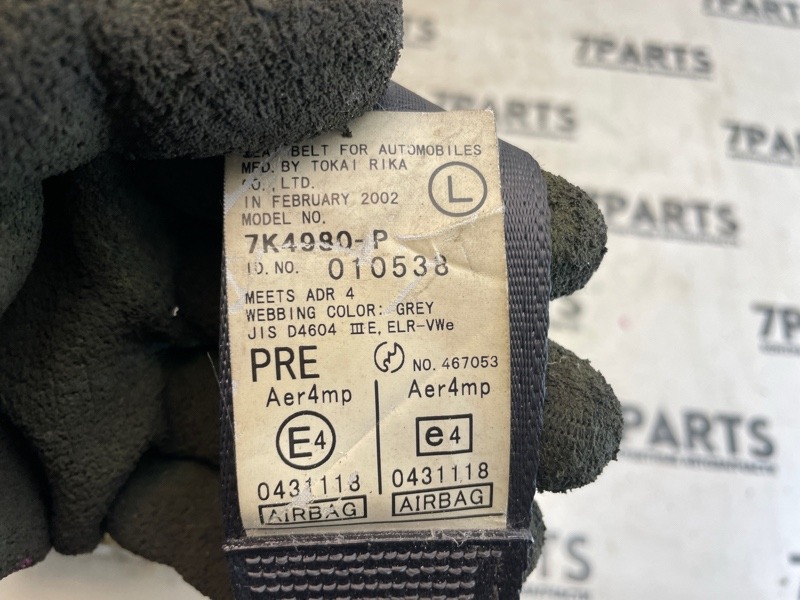 7PARTS
7PARTS
7PARTS
7PARTS
SEAT BELT FOR AUTOMOBILES
MFD. BY TOKAI RIKA
CO., LTD.
IN FEBRUARY 2002
L
MODEL NO.
7K4980-P
ID. NO. 010538
MEETS ADR 4
WEBBING COLOR: GREY
JIS D4604 IIIE, ELR-VWe
PRE
NO. 467053
Aer4mp
Aer4mp
E4
e4
0431118
0431118
AIRBAG
AIRBAG